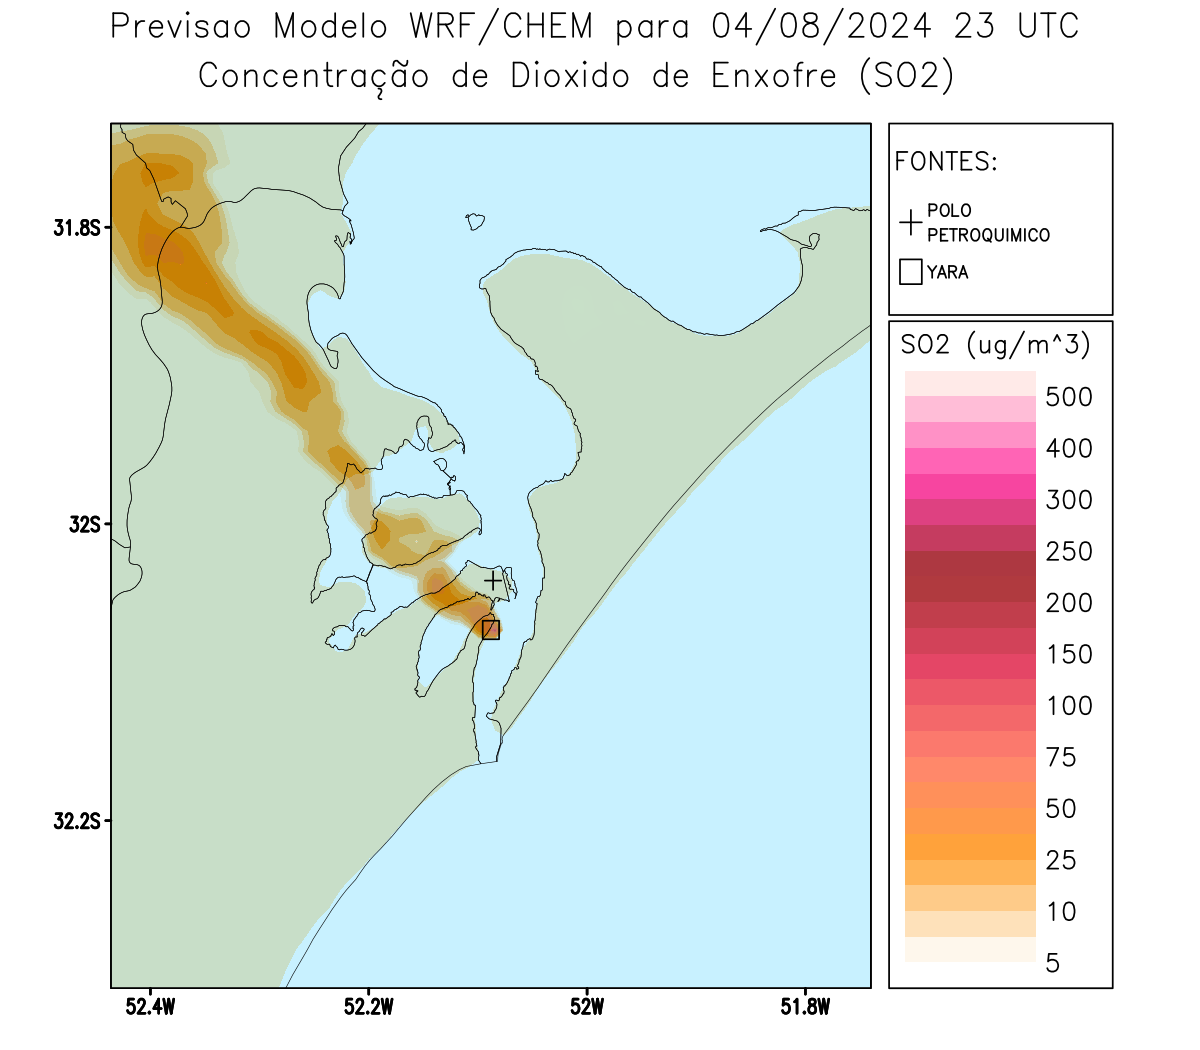 Previsao Modelo WRF/CHEM para 04/08/2024 23 UTC
Concentração de Dioxido de Enxofre (SO2)
FONTES:
POLO
PETROQUIMICO
YARA
SO2 (ug/m^3)
500
400
300
250
200
150
100
75
50
25
10
5
31.8S
32S
32.2S
52.4W
52.2W
52W
51.8W